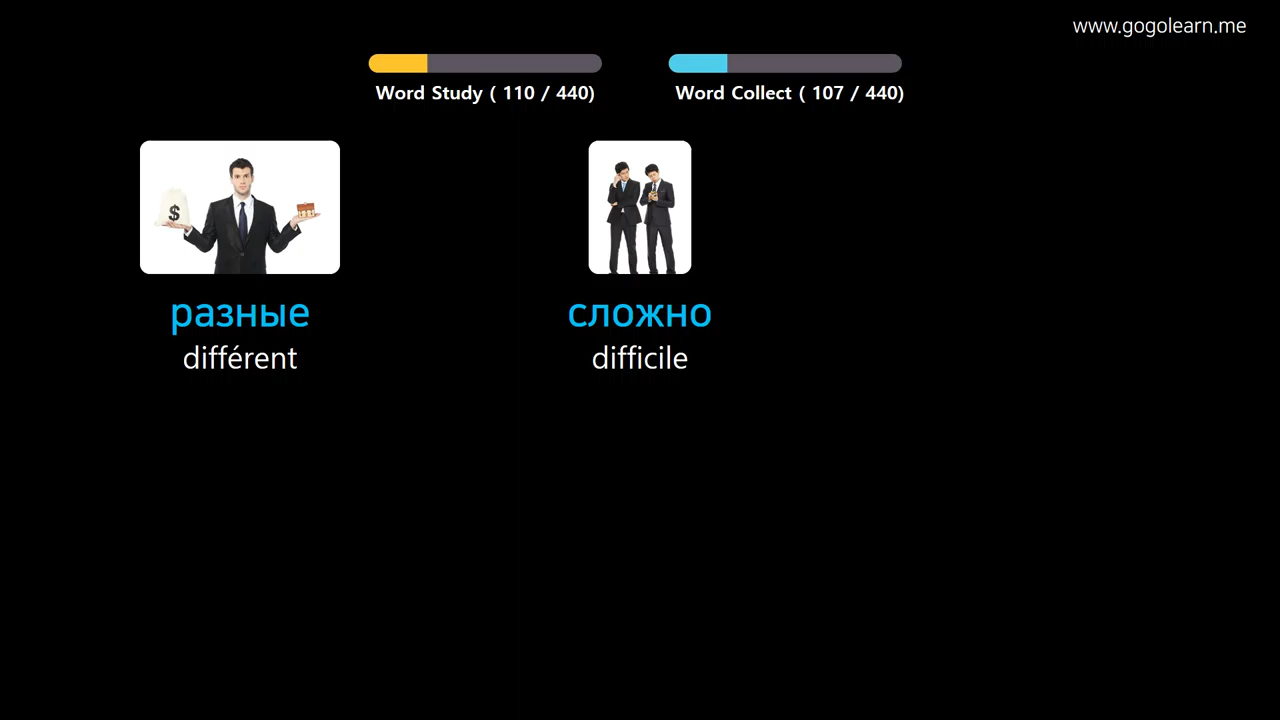 www.gogolearn.me
Word Study ( 110 / 440)
Word Collect ( 107 / 440)
$
разные
différent
сложно
difficile